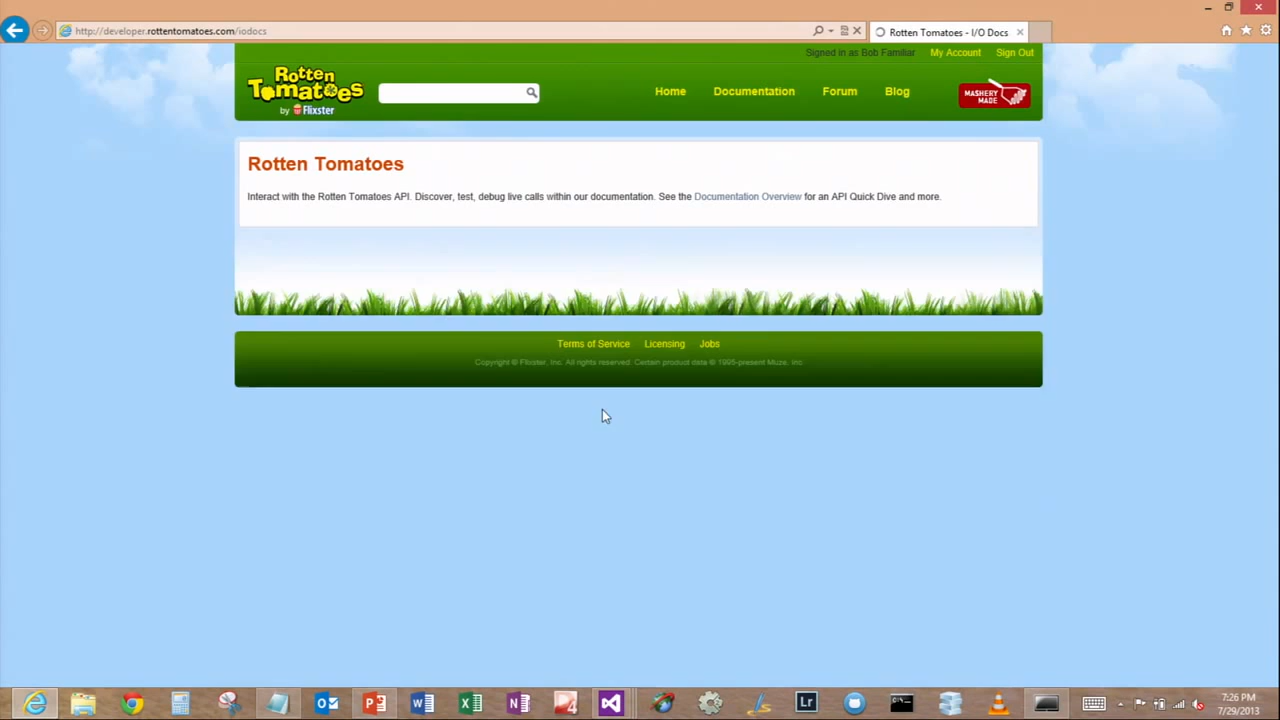 http://developer.rottentomatoes.com/iodocs
Rotten Tomatoes - I/O Docs
Signed in as Bob Familiar
My Account
Sign Out
Rotten
Tomatoes
by Flixster
Home
Documentation
Forum
Blog
MASHERY
MADE
Rotten Tomatoes
Interact with the Rotten Tomatoes API. Discover, test, debug live calls within our documentation. See the Documentation Overview for an API Quick Dive and more.
Terms of Service
Licensing
Jobs
Copyright © Flixster, Inc. All rights reserved. Certain product data © 1995-present Muze, Inc
Lr
7:26 PM
7/29/2013